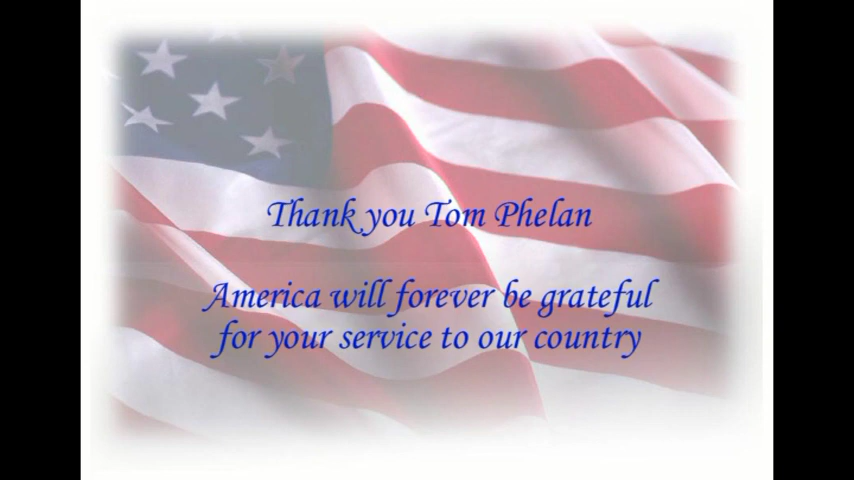 Thank you Tom Phelan
America will forever be grateful
for your service to our country